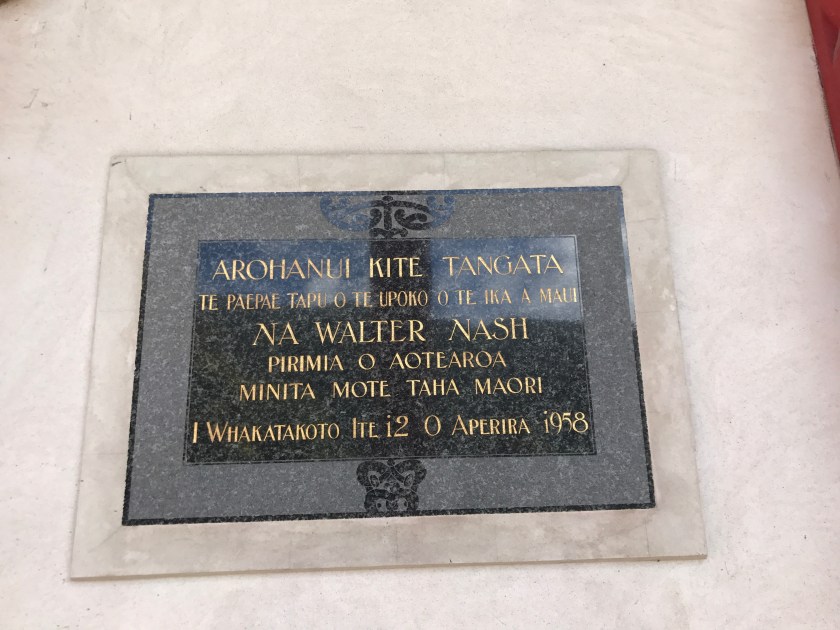 AROHANUI KITE TANGATA
TE PAEPAE TAPU O TE UPOKO O TE IKA A MAUI
NA WALTER NASH
PIRIMIA O AOTEAROA
MINITA MOTE TAHA MAORI
I WHAKATAKOTO ITE 12 O APERIRA 1958